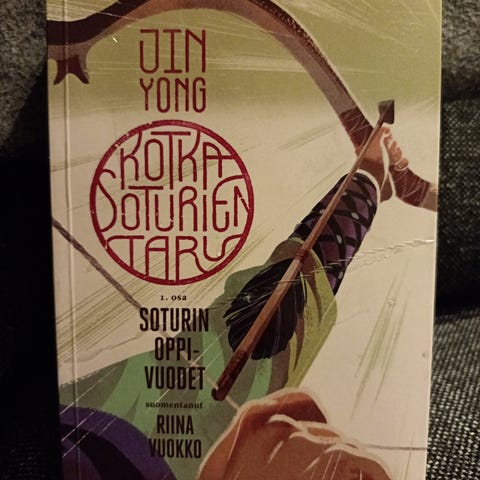 JIN
YONG
KOTKA
SOTURIEN
TARU
1. osa
SOTURIN
OPPI-
VUODET
suomentanut
RIINA
VUOKKO